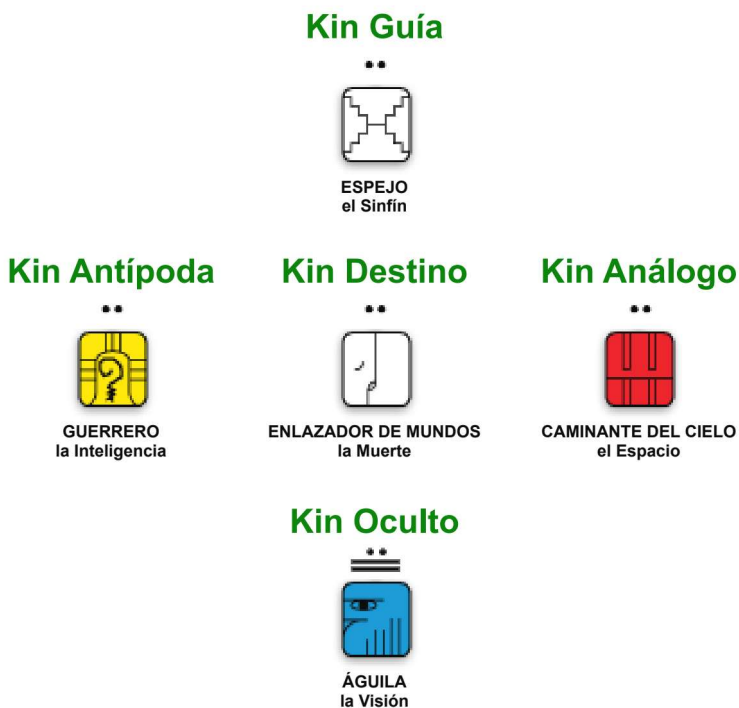 Kin Guía
ESPEJO
el Sinfín
Kin Antípoda
Kin Destino
Kin Análogo
GUERRERO
la Inteligencia
ENLAZADOR DE MUNDOS
la Muerte
CAMINANTE DEL CIELO
el Espacio
Kin Oculto
ÁGUILA
la Visión